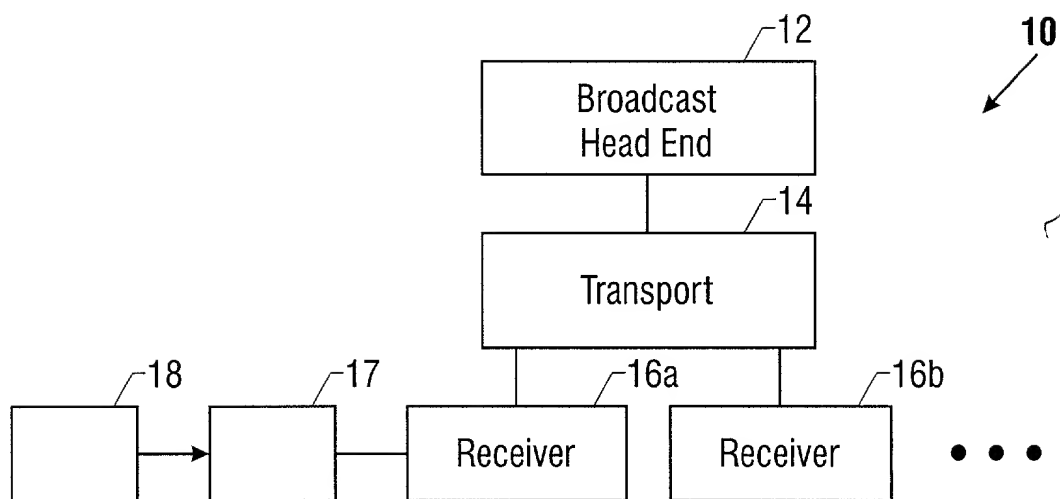 12
10
Broadcast
Head End
14
Transport
18
17
16a
16b
Receiver
Receiver